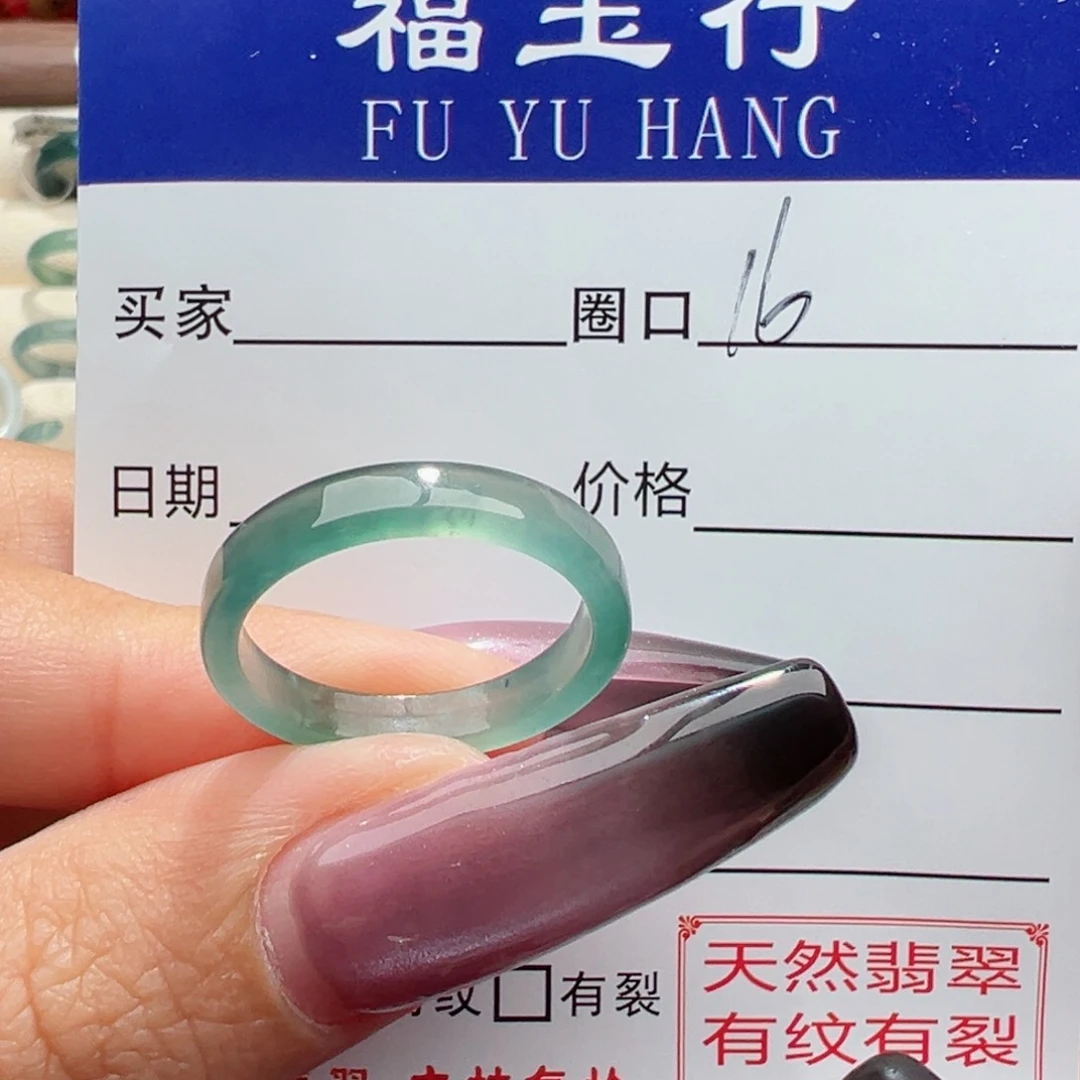 福玉行
FU YU HANG
买家 圈口 16
日期 价格
纹 有裂
天然翡翠
有纹有裂